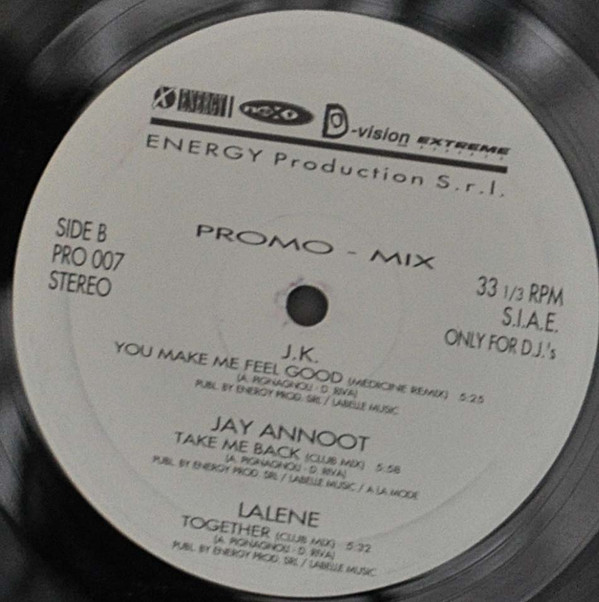 X ENERGY next D-vision EXTREME
ENERGY Production S.r.l.
PROMO - MIX
SIDE B
PRO 007
STEREO
33 1/3 RPM
S.I.A.E.
ONLY FOR D.J.'s
J.K.
YOU MAKE ME FEEL GOOD (MEDICINE REMIX) 5:25
(A. PIGNAGNOLI - D. RIVA)
PUBL. BY ENERGY PROD. SRL / LABELLE MUSIC
JAY ANNOOT
TAKE ME BACK (CLUB MIX) 5:58
(A. PIGNAGNOLI - D. RIVA)
PUBL. BY ENERGY PROD. SRL / LABELLE MUSIC / A LA MODE
LALENE
TOGETHER (CLUB MIX) 5:32
(A. PIGNAGNOLI - D. RIVA)
PUBL. BY ENERGY PROD. SRL / LABELLE MUSIC